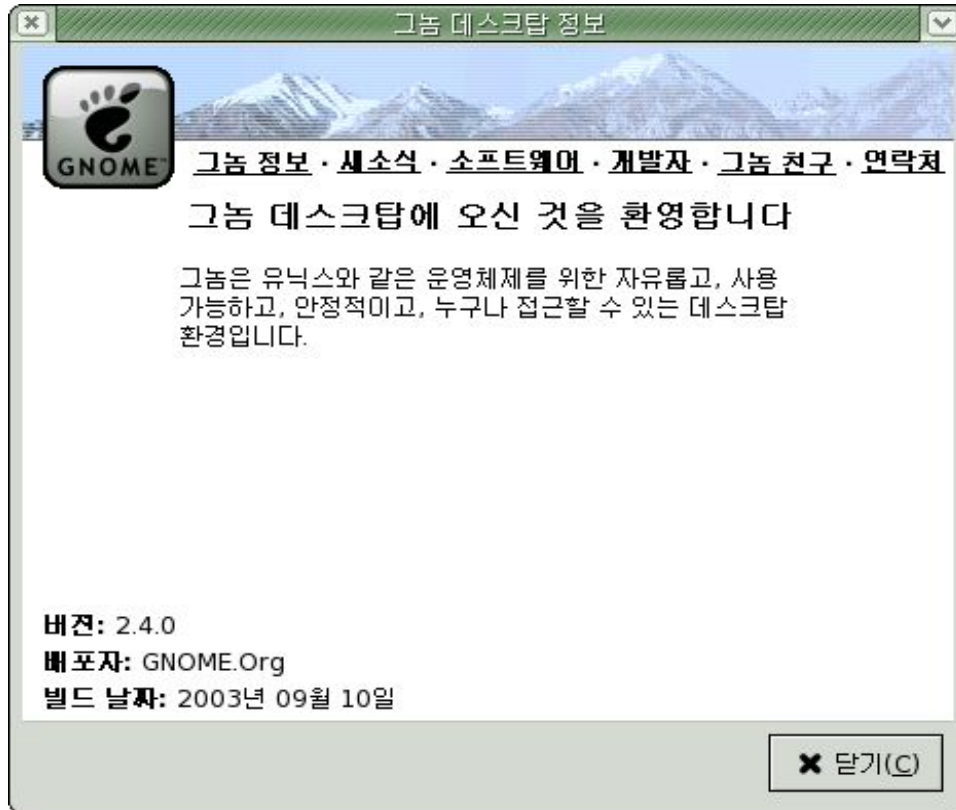 그놈 데스크탑 정보
GNOME™
그놈 정보 · 새소식 · 소프트웨어 · 개발자 · 그놈 친구 · 연락처
그놈 데스크탑에 오신 것을 환영합니다
그놈은 유닉스와 같은 운영체제를 위한 자유롭고, 사용
가능하고, 안정적이고, 누구나 접근할 수 있는 데스크탑
환경입니다.
버젼: 2.4.0
배포자: GNOME.Org
빌드 날짜: 2003년 09월 10일
닫기(C)